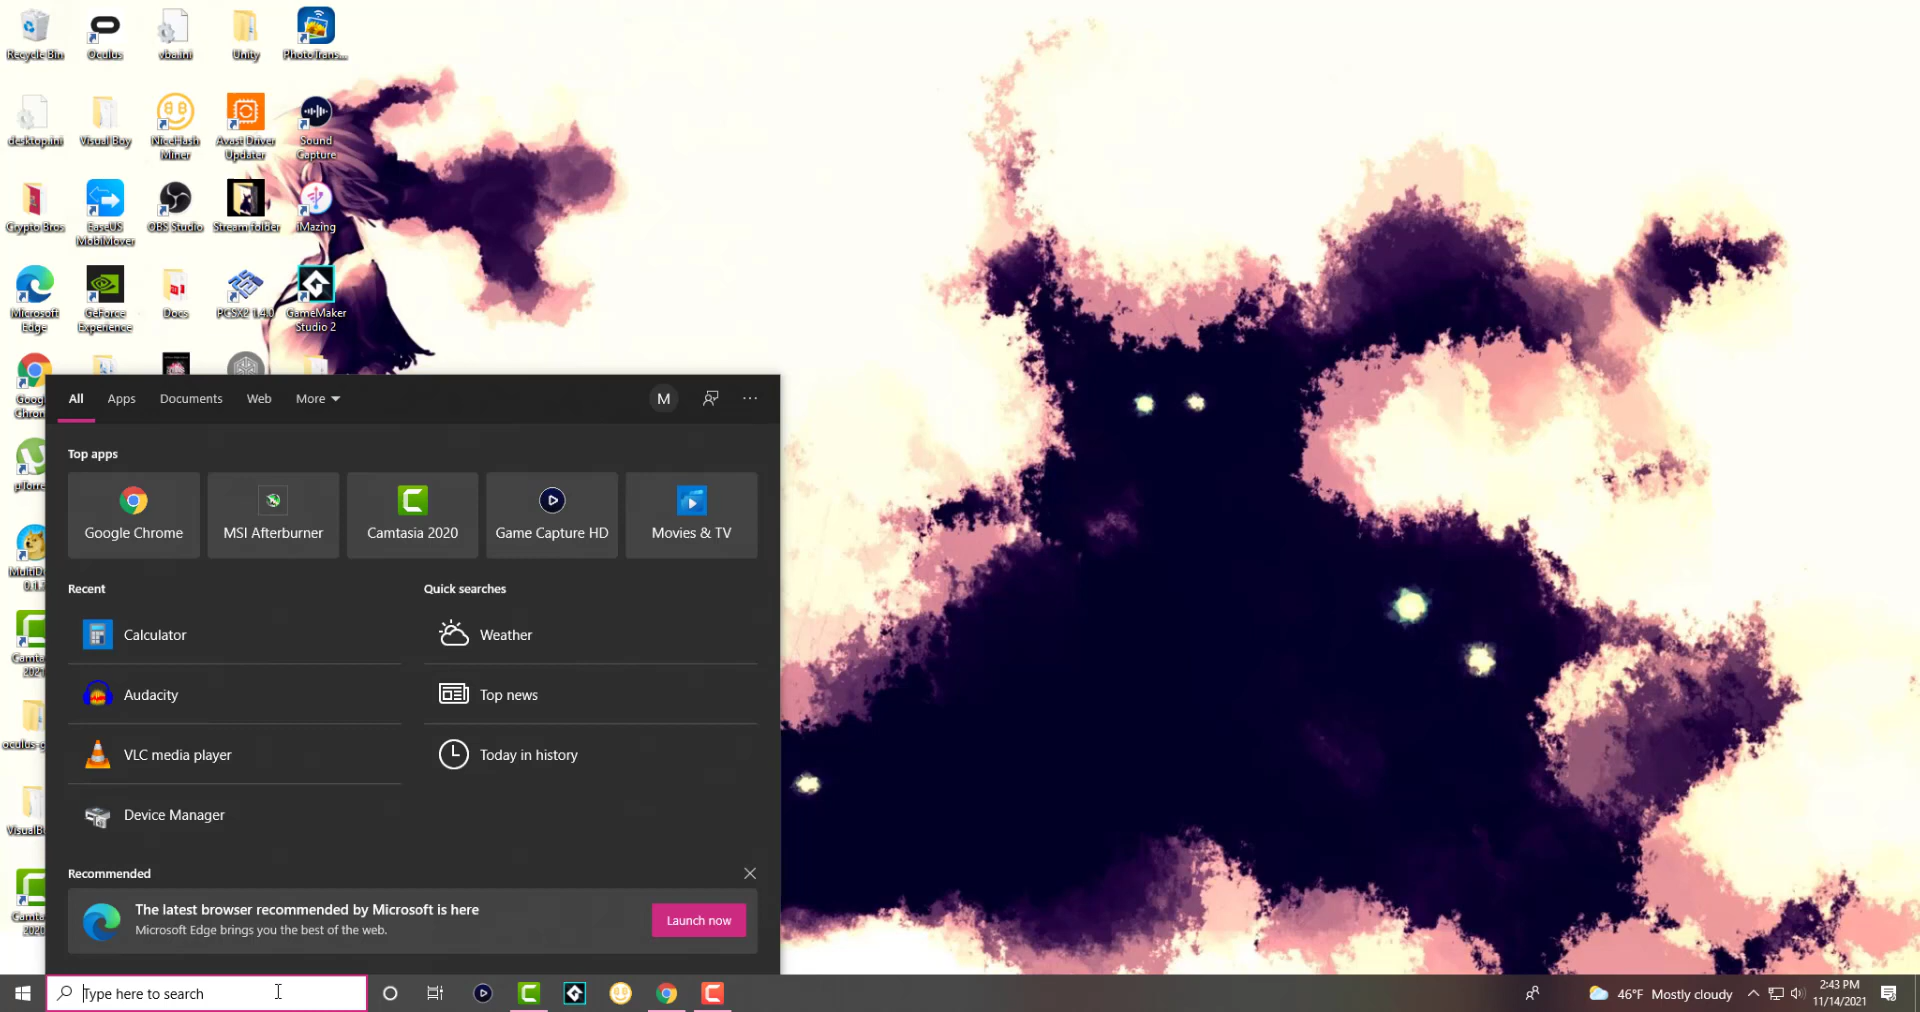 Recycle Bin
Oculus
vba.ini
Unity
PhotoTrans...
desktop.ini
Visual Boy
NiceHash
Miner
Avast Driver
Updater
Sound
Capture
Crypto Bros
EaseUS
MobiMover
OBS Studio
Stream folder
iMazing
Microsoft
Edge
GeForce
Experience
Docs
PCSX2 1.4.0
GameMaker
Studio 2
All
Apps
Documents
Web
More
M
Top apps
Google Chrome
MSI Afterburner
Camtasia 2020
Game Capture HD
Movies & TV
Recent
Quick searches
Calculator
Weather
Audacity
Top news
VLC media player
Today in history
Device Manager
Recommended
The latest browser recommended by Microsoft is here
Microsoft Edge brings you the best of the web.
Launch now
Type here to search
46°F Mostly cloudy
2:43 PM
11/14/2021